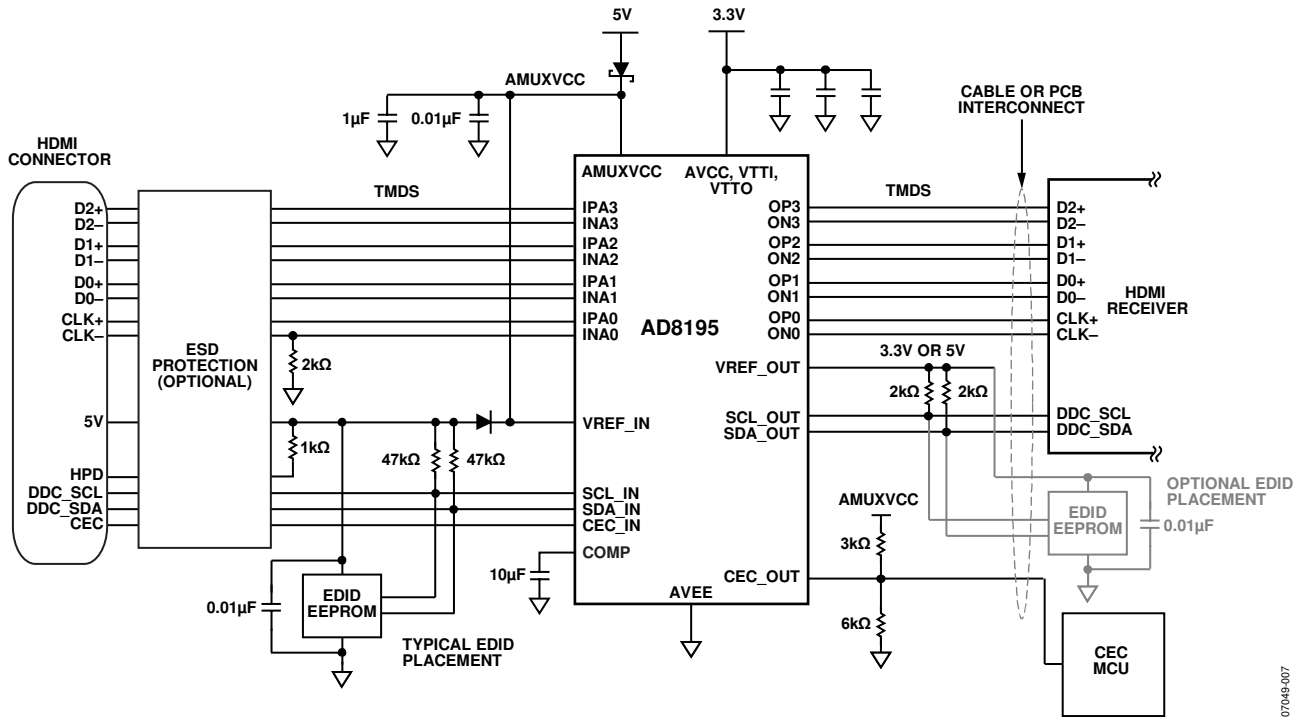 5V
3.3V
AMUXVCC
1µF
0.01µF
CABLE OR PCB
INTERCONNECT
HDMI
CONNECTOR
D2+
D2–
D1+
D1–
D0+
D0–
CLK+
CLK–
5V
HPD
DDC_SCL
DDC_SDA
CEC
ESD
PROTECTION
(OPTIONAL)
TMDS
2kΩ
1kΩ
47kΩ
47kΩ
0.01µF
EDID
EEPROM
TYPICAL EDID
PLACEMENT
10µF
AMUXVCC
AVCC, VTTI,
VTTO
IPA3
INA3
IPA2
INA2
IPA1
INA1
IPA0
INA0
VREF_IN
SCL_IN
SDA_IN
CEC_IN
COMP
AD8195
AVEE
OP3
ON3
OP2
ON2
OP1
ON1
OP0
ON0
VREF_OUT
SCL_OUT
SDA_OUT
CEC_OUT
TMDS
3.3V OR 5V
2kΩ
2kΩ
AMUXVCC
3kΩ
6kΩ
D2+
D2–
D1+
D1–
D0+
D0–
CLK+
CLK–
HDMI
RECEIVER
DDC_SCL
DDC_SDA
OPTIONAL EDID
PLACEMENT
EDID
EEPROM
0.01µF
CEC
MCU
07049-007